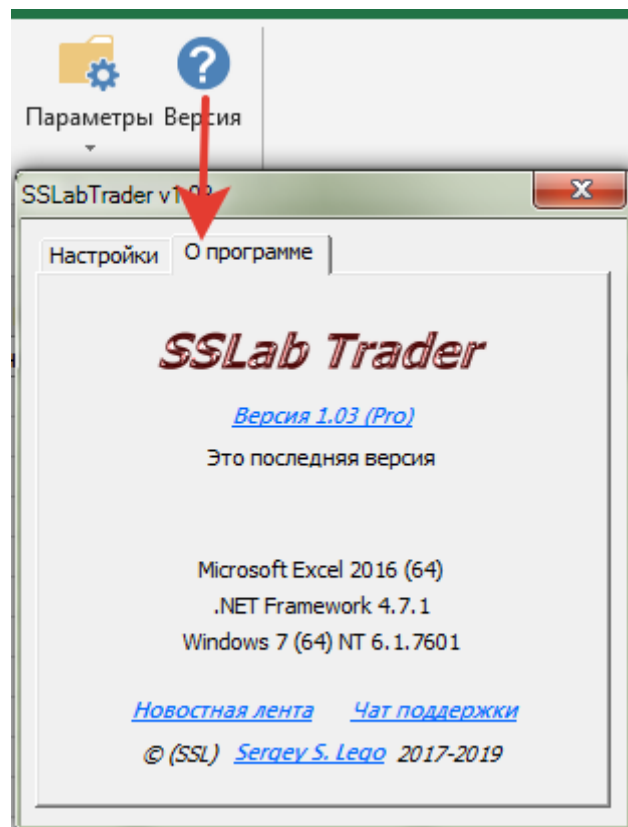 Параметры Версия
SSLabTrader v1.03
Настройки О программе
SSLab Trader
Версия 1.03 (Pro)
Это последняя версия
Microsoft Excel 2016 (64)
.NET Framework 4.7.1
Windows 7 (64) NT 6.1.7601
Новостная лента Чат поддержки
© (SSL) Sergey S. Lego 2017-2019